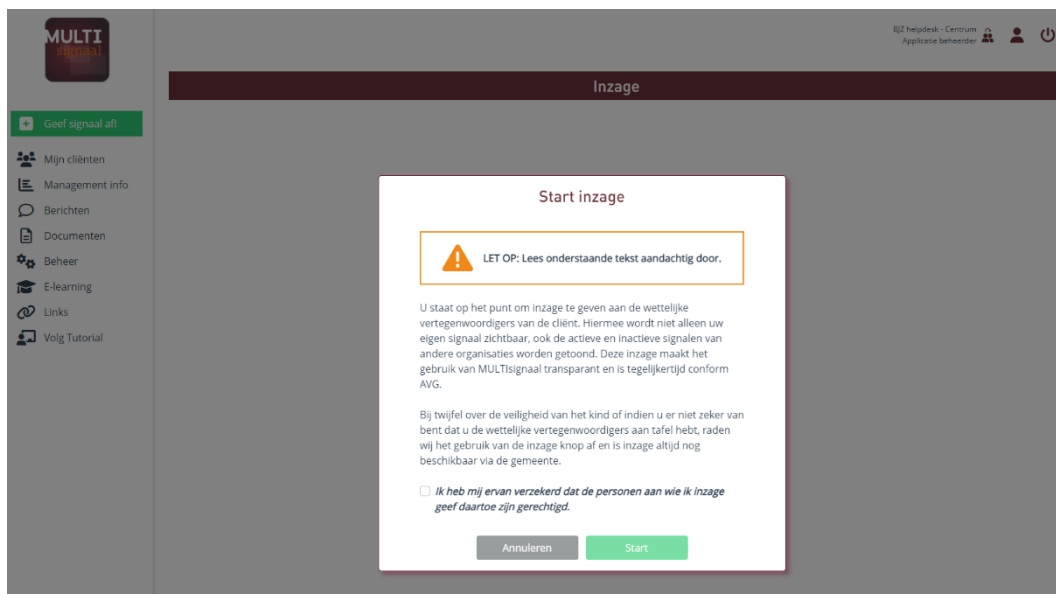 MULTI
signaal
BJZ helpdesk - Centrum
Applicatie beheerder
Inzage
Geef signaal af!
Mijn cliënten
Management info
Berichten
Documenten
Beheer
E-learning
Links
Volg Tutorial
Start inzage
LET OP: Lees onderstaande tekst aandachtig door.
U staat op het punt om inzage te geven aan de wettelijke
vertegenwoordigers van de cliënt. Hiermee wordt niet alleen uw
eigen signaal zichtbaar, ook de actieve en inactieve signalen van
andere organisaties worden getoond. Deze inzage maakt het
gebruik van MULTIsignaal transparant en is tegelijkertijd conform
AVG.
Bij twijfel over de veiligheid van het kind of indien u er niet zeker van
bent dat u de wettelijke vertegenwoordigers aan tafel hebt, raden
wij het gebruik van de inzage knop af en is inzage altijd nog
beschikbaar via de gemeente.
Ik heb mij ervan verzekerd dat de personen aan wie ik inzage
geef daartoe zijn gerechtigd.
Annuleren
Start